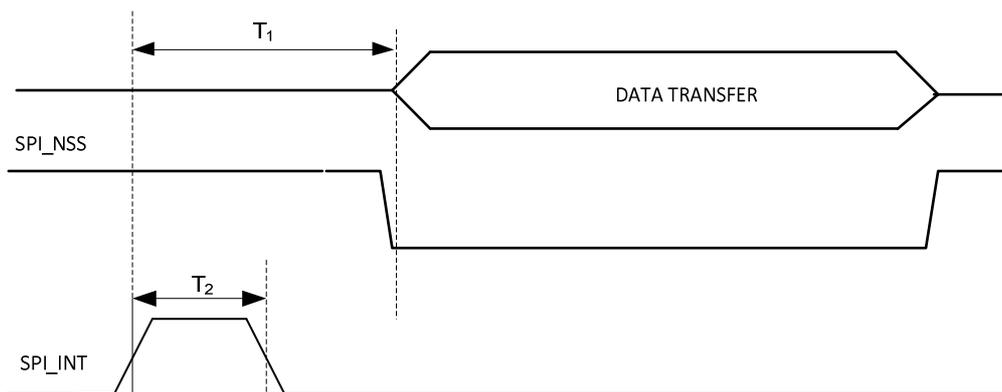 T₁
DATA TRANSFER
SPI_NSS
T₂
SPI_INT